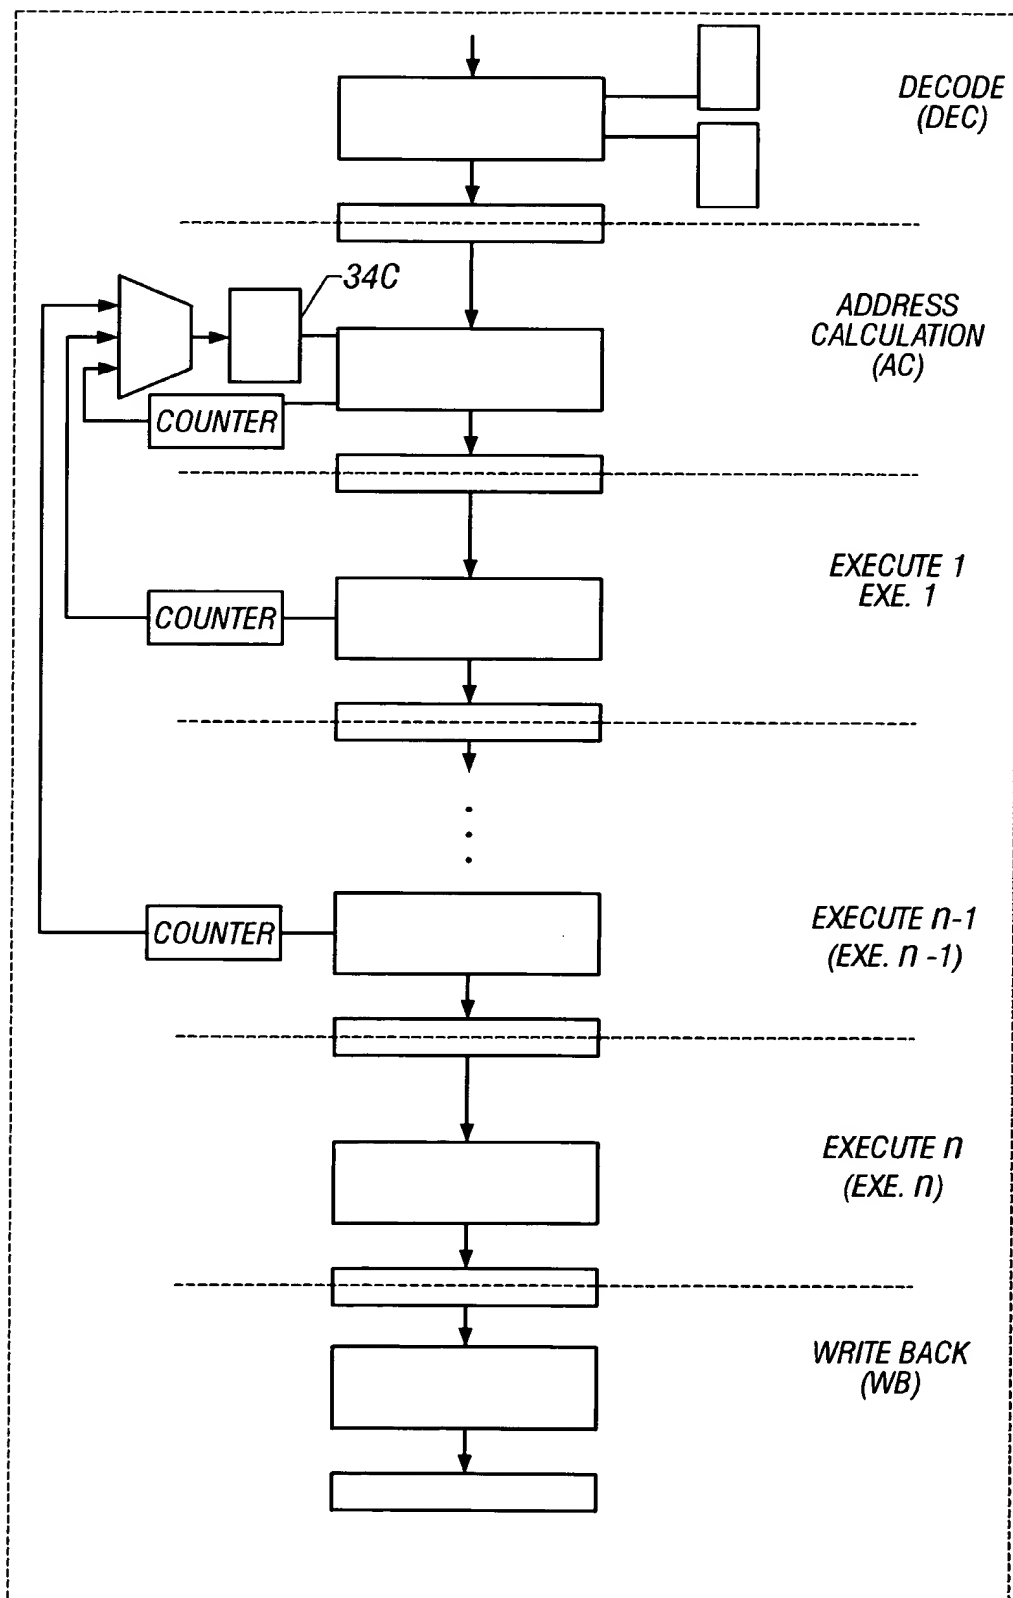 DECODE
(DEC)
34C
ADDRESS
CALCULATION
(AC)
COUNTER
EXECUTE 1
EXE. 1
COUNTER
EXECUTE n-1
(EXE. n -1)
COUNTER
EXECUTE n
(EXE. n)
WRITE BACK
(WB)